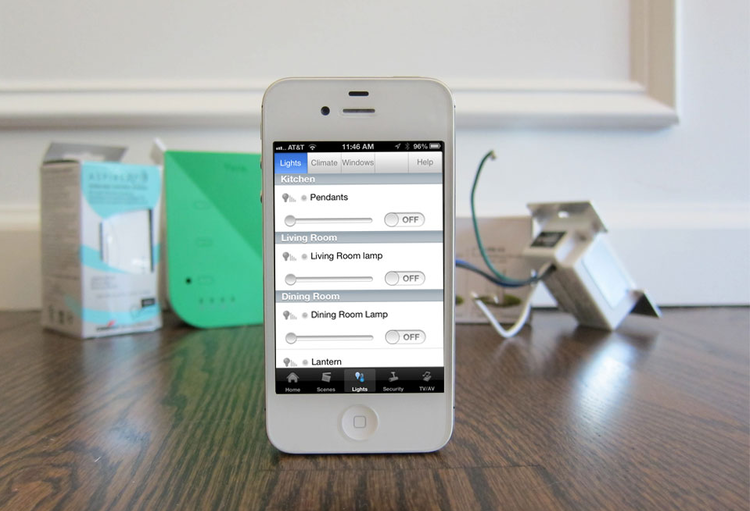 AT&T 11:46 AM 96%
Lights Climate Windows Help
Kitchen
Pendants
OFF
Living Room
Living Room lamp
OFF
Dining Room
Dining Room Lamp
OFF
Lantern
Home Scenes Lights Security TV/AV